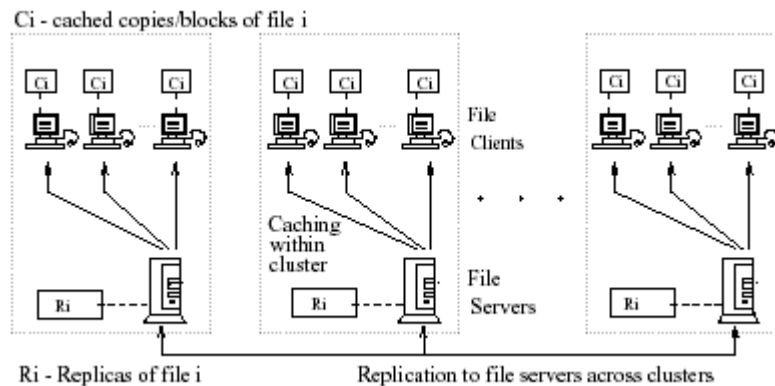 Ci - cached copies/blocks of file i
Ci Ci Ci Ci Ci Ci Ci Ci Ci
File
Clients
Caching
within
cluster
File
Servers
Ri Ri Ri
Ri - Replicas of file i Replication to file servers across clusters